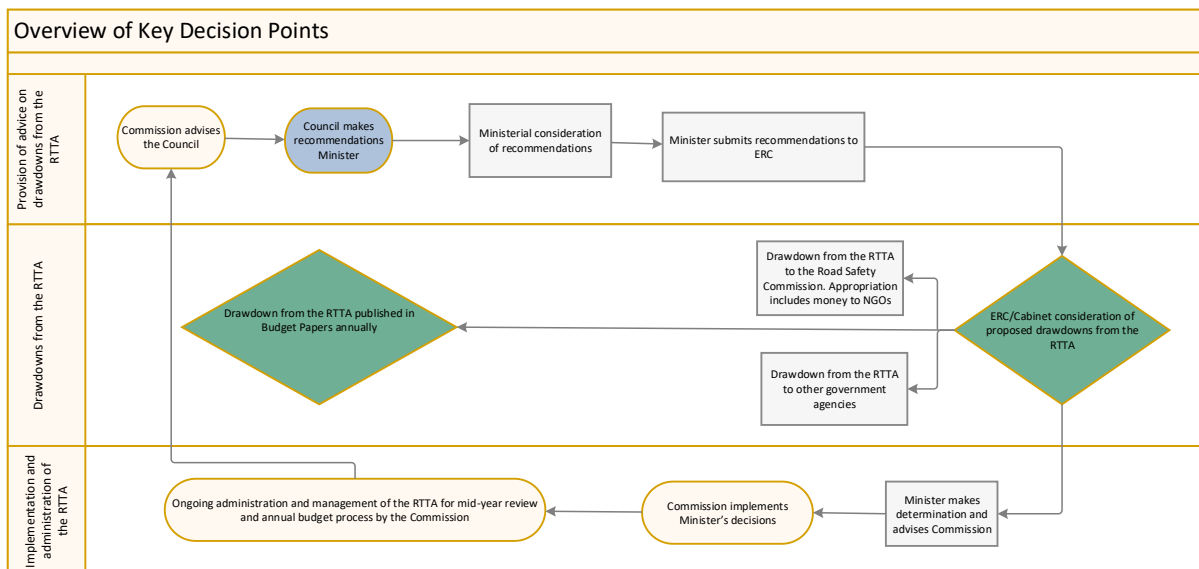 Overview of Key Decision Points
Provision of advice on
drawdowns from the
RTTA
Commission advises
the Council
Council makes
recommendations
Minister
Ministerial consideration
of recommendations
Minister submits recommendations to
ERC
Drawdowns from the RTTA
Drawdown from the RTTA published in
Budget Papers annually
Drawdown from the RTTA
to the Road Safety
Commission. Appropriation
includes money to NGOs
Drawdown from the RTTA
to other government
agencies
ERC/Cabinet consideration of
proposed drawdowns from the
RTTA
Implementation and
administration of
the RTTA
Ongoing administration and management of the RTTA for mid-year review
and annual budget process by the Commission
Commission implements
Minister's decisions
Minister makes
determination and
advises Commission